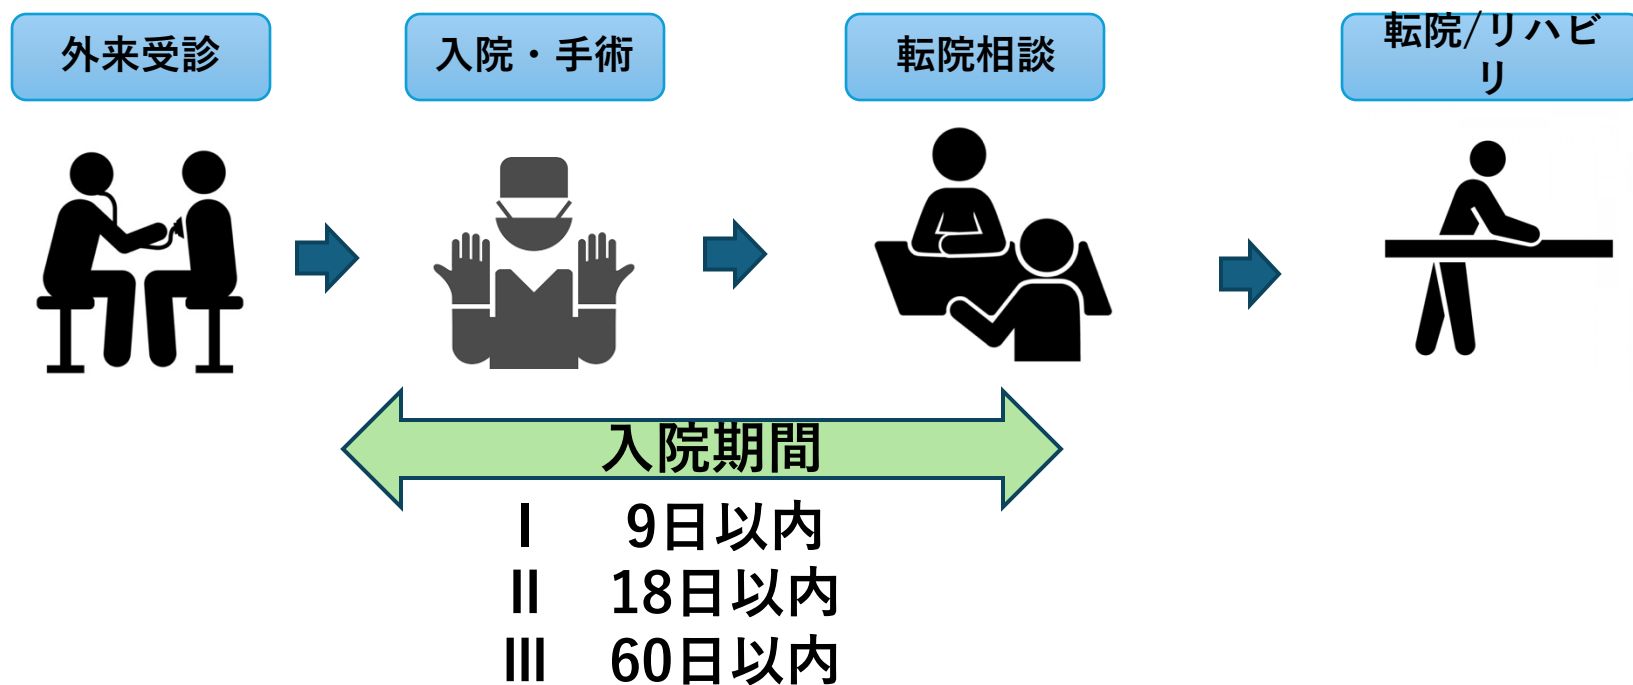 外来受診
入院・手術
転院相談
転院/リハビ
リ
入院期間
Ⅰ 9日以内
Ⅱ 18日以内
Ⅲ 60日以内